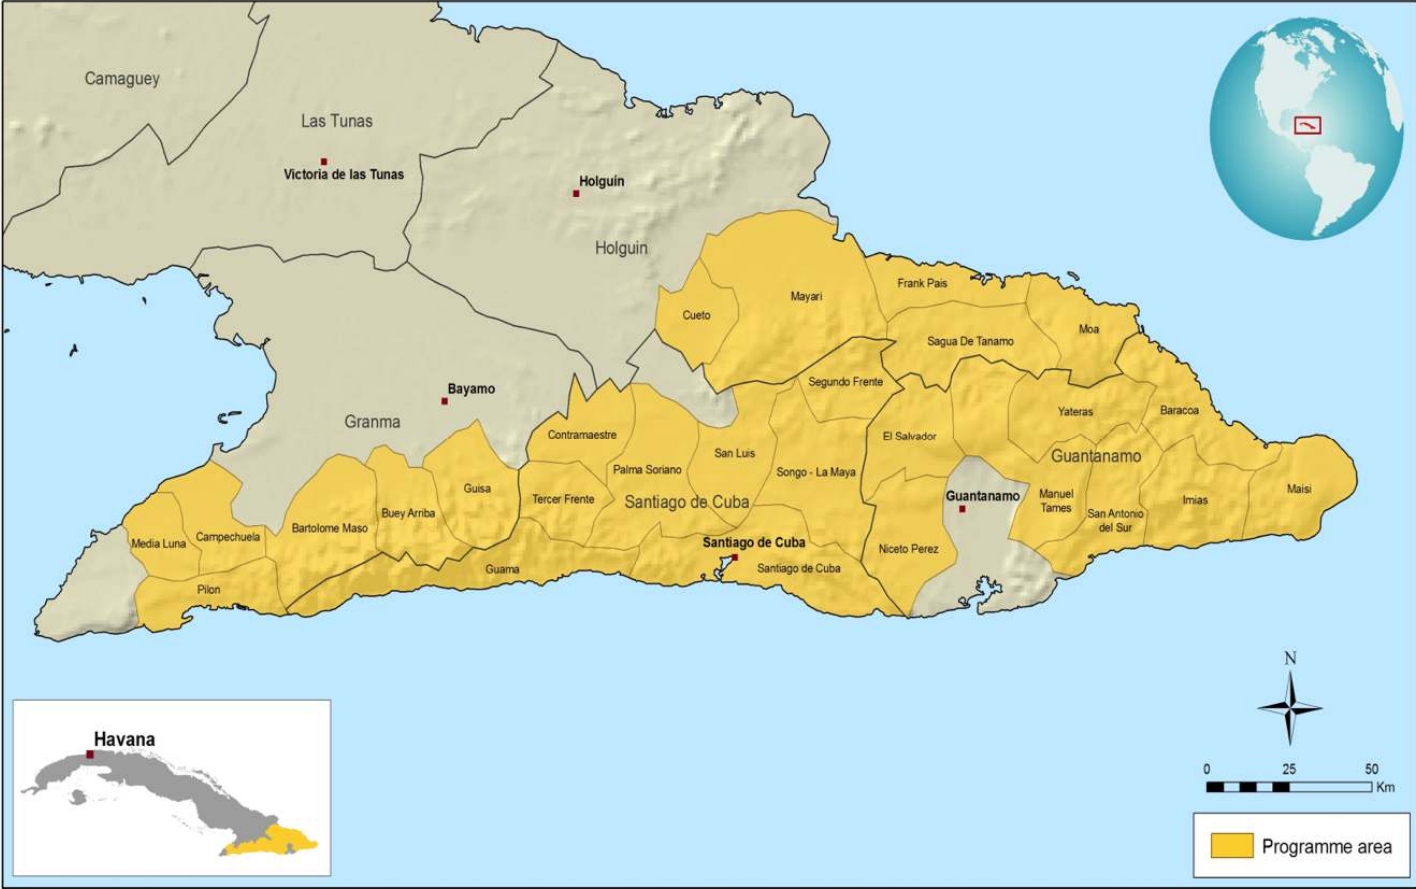 Camaguey
Las Tunas
Victoria de las Tunas
Holguín
Holguin
Mayari
Frank Pais
Cueto
Moa
Sagua De Tanamo
Segundo Frente
Bayamo
Granma
Yateras
Baracoa
Contramaestre
El Salvador
San Luis
Guantanamo
Palma Soriano
Songo - La Maya
Guisa
Maisi
Tercer Frente
Santiago de Cuba
Guantanamo
Manuel
Tames
Imias
Buey Arriba
San Antonio
del Sur
Bartolome Maso
Campechuela
Media Luna
Santiago de Cuba
Niceto Perez
Guama
Santiago de Cuba
Pilon
N
Havana
0 25 50
Km
Programme area